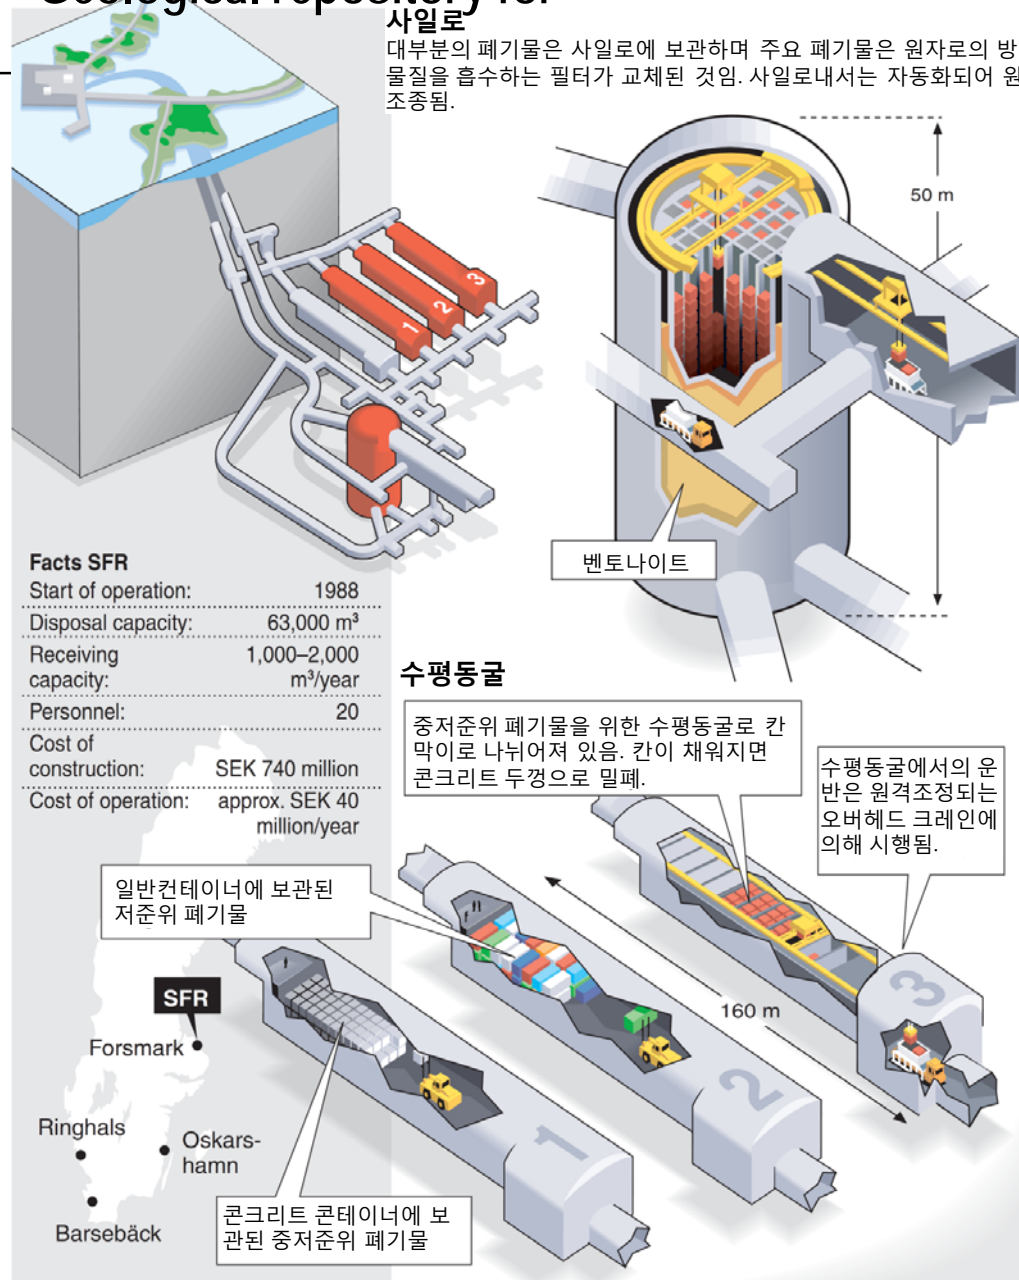 Geological repository for
사일로
대부분의 폐기물은 사일로에 보관하며 주요 폐기물은 원자로의 방
물질을 흡수하는 필터가 교체된 것임. 사일로내서는 자동화되어 원
조종됨.
50 m
1
2
3
벤토나이트
Facts SFR
Start of operation: 1988
Disposal capacity: 63,000 m³
Receiving 1,000–2,000
capacity: m³/year
Personnel: 20
Cost of
construction: SEK 740 million
Cost of operation: approx. SEK 40
million/year
수평동굴
중저준위 폐기물을 위한 수평동굴로 칸
막이로 나뉘어져 있음. 칸이 채워지면
콘크리트 두껑으로 밀폐.
수평동굴에서의 운
반은 원격조정되는
오버헤드 크레인에
의해 시행됨.
일반컨테이너에 보관된
저준위 폐기물
160 m
3
2
1
SFR
Forsmark
Ringhals
Oskars-
hamn
Barsebäck
콘크리트 콘테이너에 보
관된 중저준위 폐기물